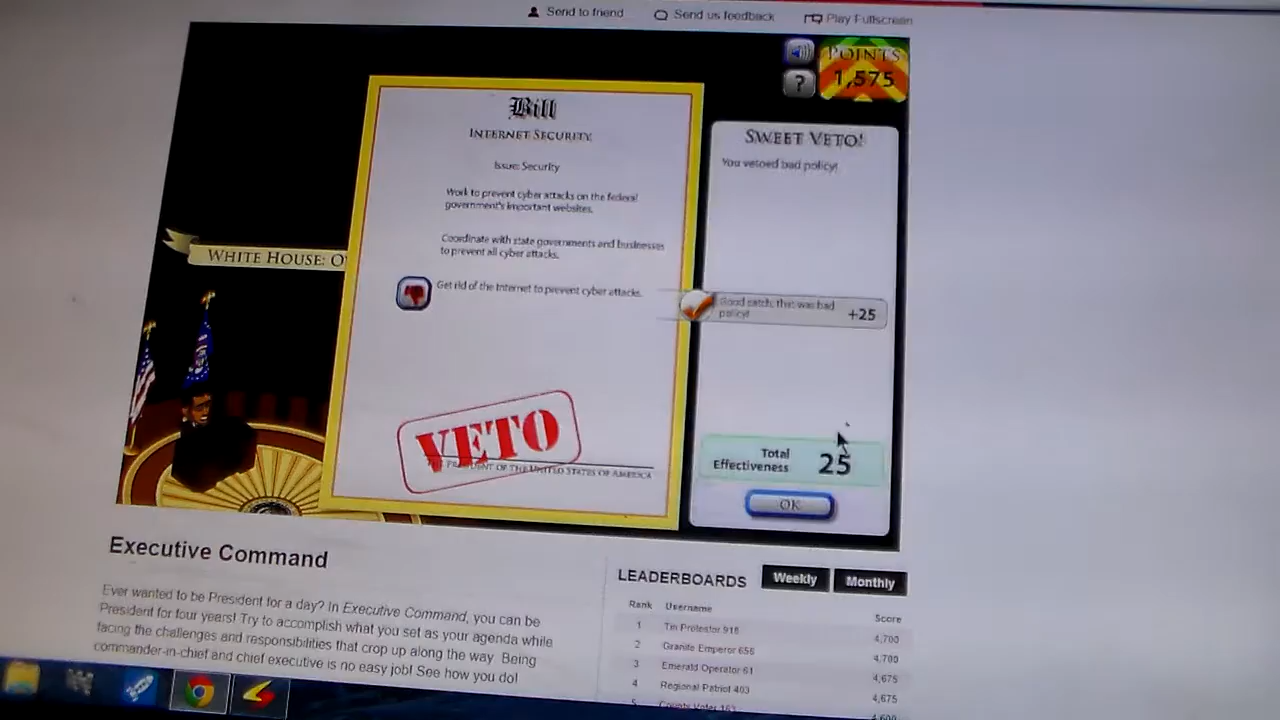 Send to friend
Send us feedback
Play Fullscreen
POINTS
1,575
?
Bill
INTERNET SECURITY
Issue: Security
Work to prevent cyber attacks on the federal
government's important websites.
Coordinate with state governments and businesses
to prevent all cyber attacks.
Get rid of the Internet to prevent cyber attacks.
VETO
PRESIDENT OF THE UNITED STATES OF AMERICA
SWEET VETO!
You vetoed bad policy!
Good catch, that was bad
policy!
+25
Total
Effectiveness
25
OK
WHITE HOUSE: O
Executive Command
Ever wanted to be President for a day? In Executive Command, you can be
President for four years! Try to accomplish what you set as your agenda while
facing the challenges and responsibilities that crop up along the way. Being
commander-in-chief and chief executive is no easy job! See how you do!
LEADERBOARDS
Weekly
Monthly
Rank Username Score
1 Tin Protestor 916 4,700
2 Granite Emperor 655 4,700
3 Emerald Operator 61 4,675
4 Regional Patriot 403 4,675
5 County Voter 163 4,600